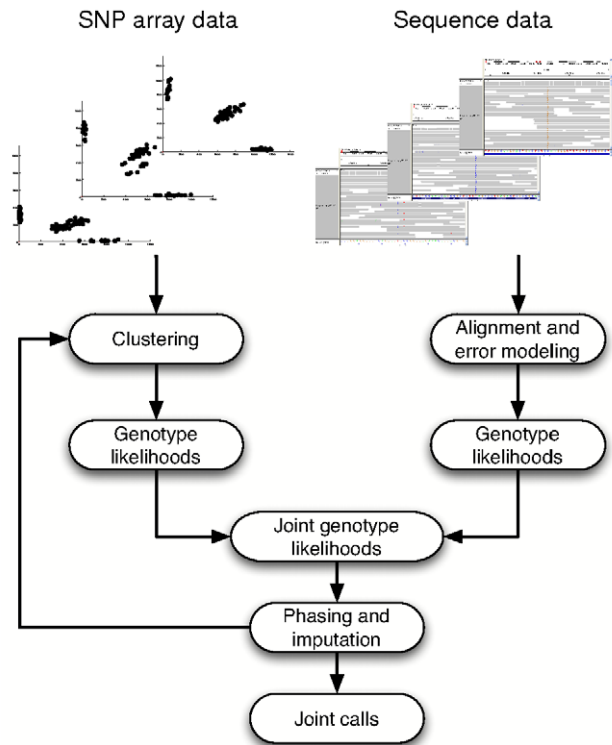 SNP array data
Sequence data
Clustering
Alignment and
error modeling
Genotype
likelihoods
Genotype
likelihoods
Joint genotype
likelihoods
Phasing and
imputation
Joint calls